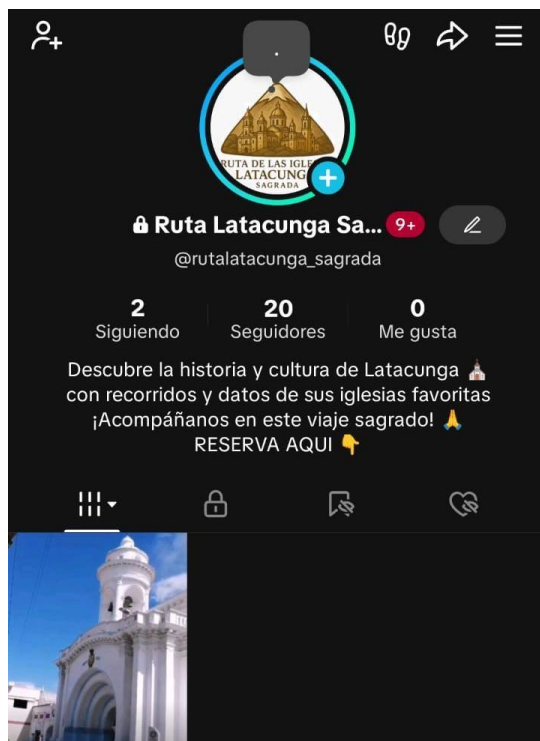 .
RUTA DE LAS IGLE
LATACUNG
SAGRADA
Ruta Latacunga Sa... 9+
@rutalatacunga_sagrada
2 20 0
Siguiendo Seguidores Me gusta
Descubre la historia y cultura de Latacunga ⛪
con recorridos y datos de sus iglesias favoritas
¡Acompáñanos en este viaje sagrado! 🙏
RESERVA AQUI 👇